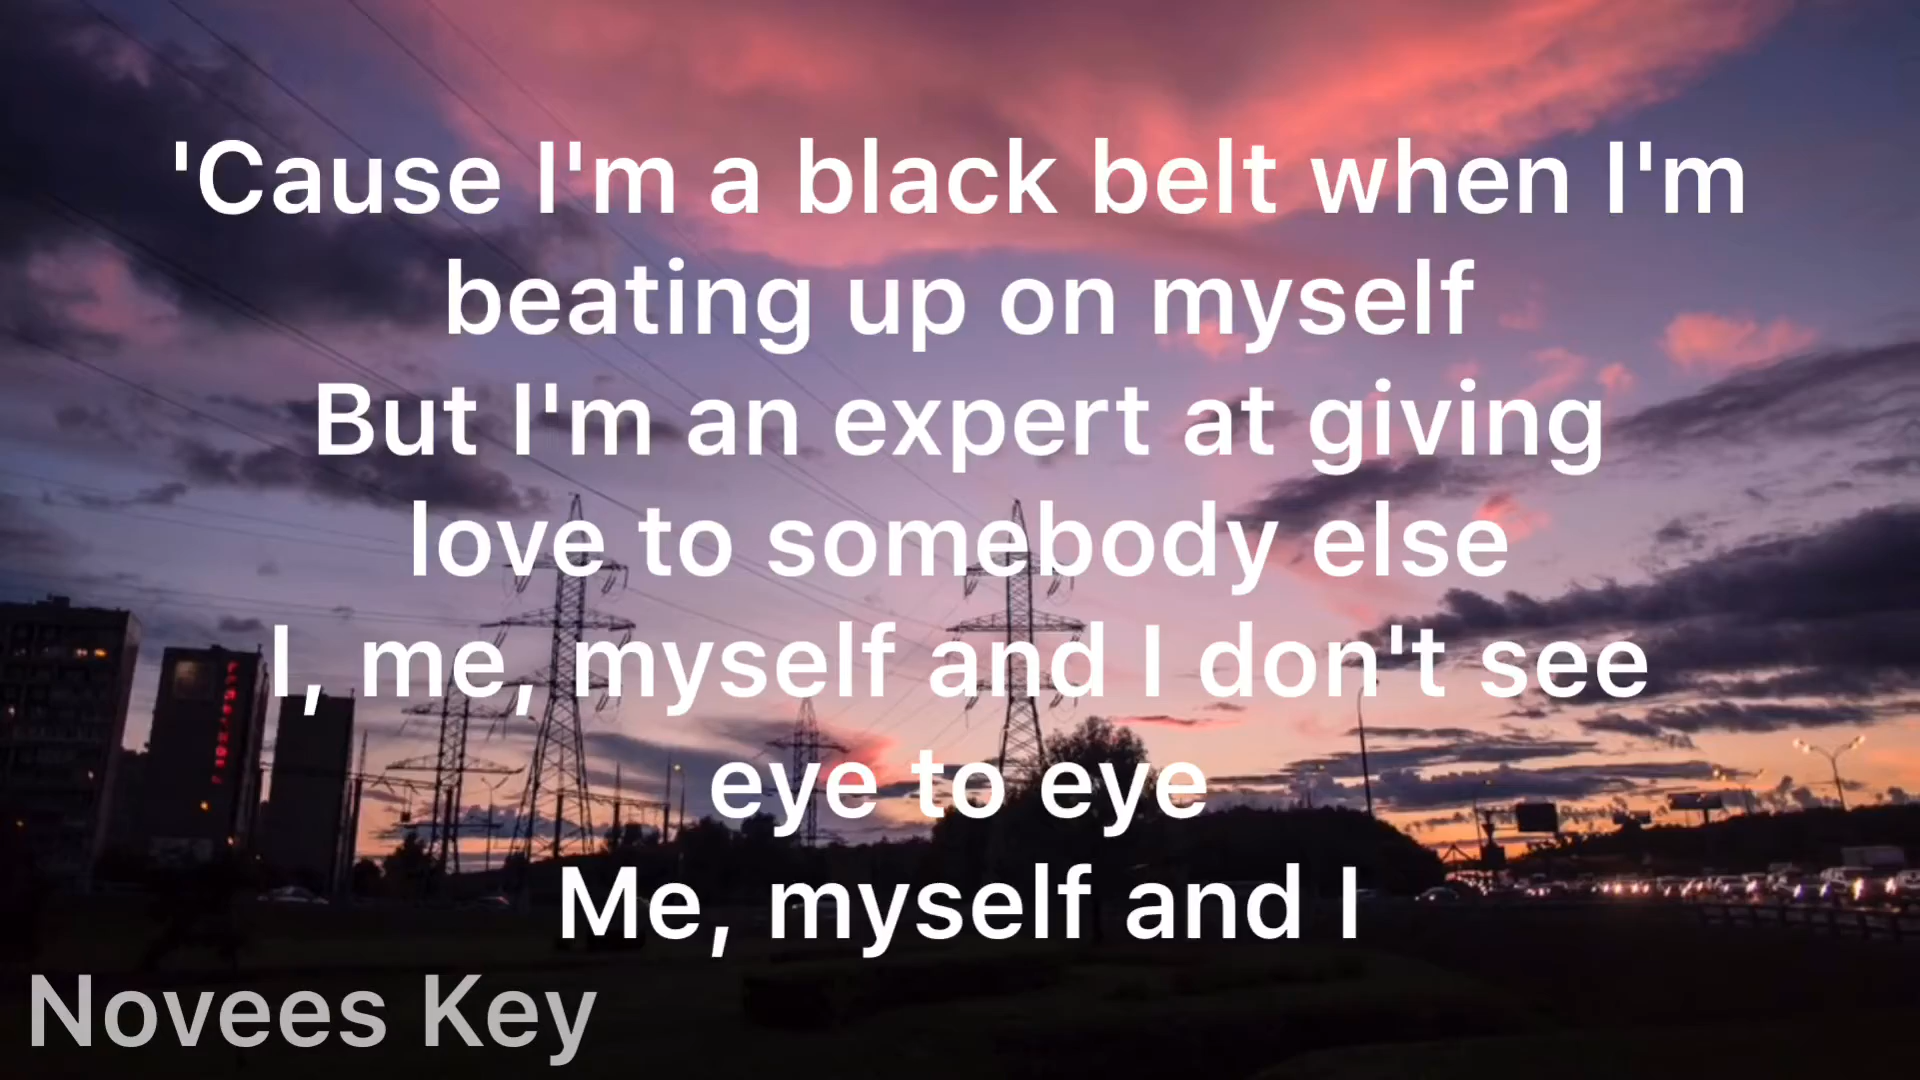 'Cause I'm a black belt when I'm
beating up on myself
But I'm an expert at giving
love to somebody else
I, me, myself and I don't see
eye to eye
Me, myself and I
Novees Key